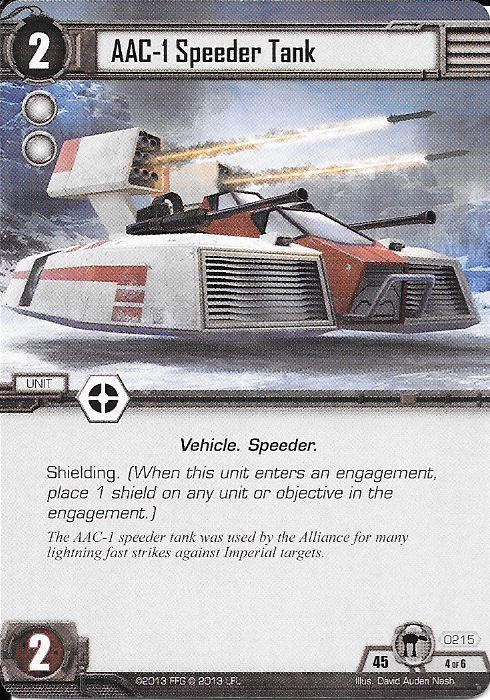 2
AAC-1 Speeder Tank
UNIT
Vehicle. Speeder.
Shielding. (When this unit enters an engagement,
place 1 shield on any unit or objective in the
engagement.)
The AAC-1 speeder tank was used by the Alliance for many
lightning fast strikes against Imperial targets.
2
©2013 FFG © 2013 LFL
45
0215
4 of 6
Illus. David Auden Nash